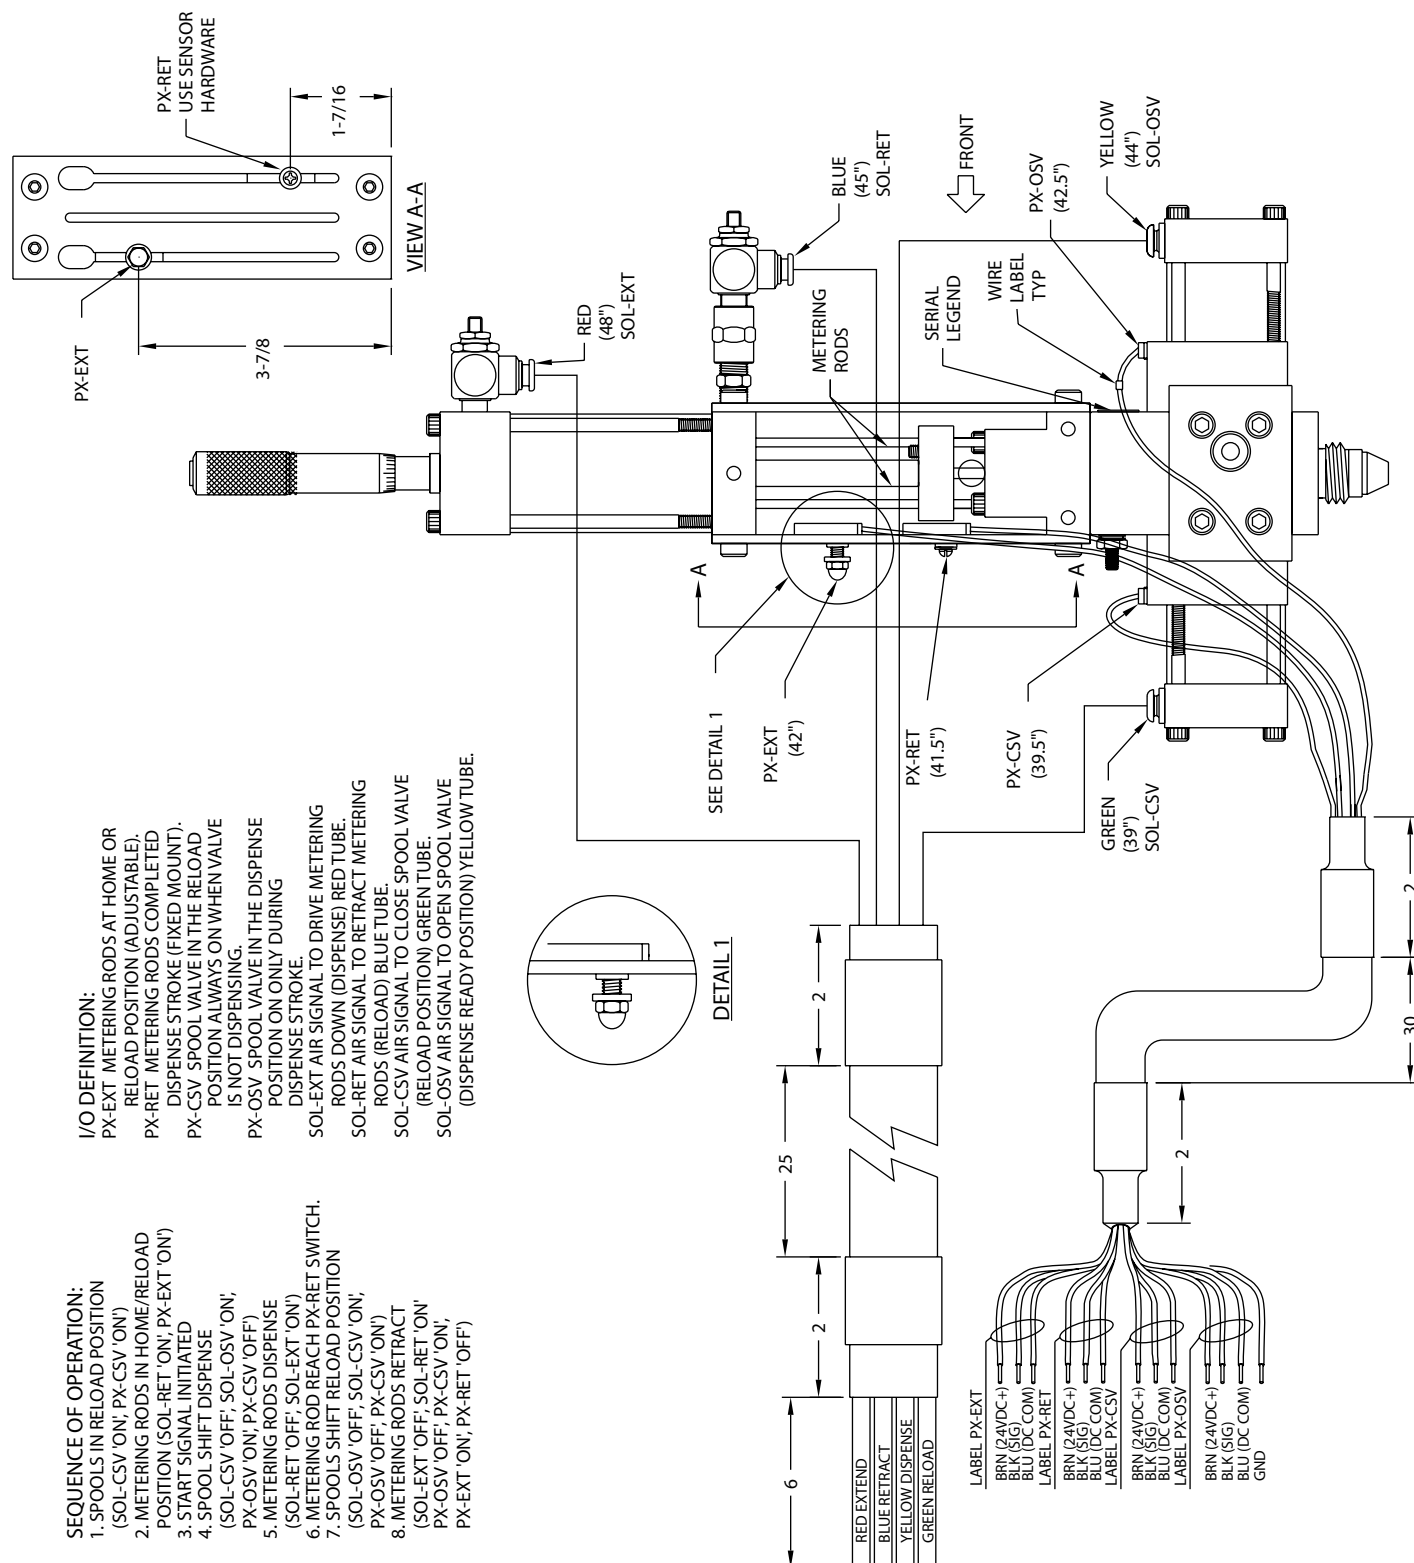 SEQUENCE OF OPERATION:
1. SPOOLS IN RELOAD POSITION
(SOL-CSV 'ON', PX-CSV 'ON')
2. METERING RODS IN HOME/RELOAD
POSITION (SOL-RET 'ON', PX-EXT 'ON')
3. START SIGNAL INITIATED
4. SPOOL SHIFT DISPENSE
(SOL-CSV 'OFF', SOL-OSV 'ON',
PX-OSV 'ON', PX-CSV 'OFF')
5. METERING RODS DISPENSE
(SOL-RET 'OFF', SOL-EXT 'ON')
6. METERING ROD REACH PX-RET SWITCH.
7. SPOOLS SHIFT RELOAD POSITION
(SOL-OSV 'OFF', SOL-CSV 'ON',
PX-OSV 'OFF', PX-CSV 'ON')
8. METERING RODS RETRACT
(SOL-EXT 'OFF', SOL-RET 'ON'
PX-OSV 'OFF', PX-CSV 'ON',
PX-EXT 'ON', PX-RET 'OFF')
I/O DEFINITION:
PX-EXT METERING RODS AT HOME OR
RELOAD POSITION (ADJUSTABLE).
PX-RET METERING RODS COMPLETED
DISPENSE STROKE (FIXED MOUNT).
PX-CSV SPOOL VALVE IN THE RELOAD
POSITION ALWAYS ON WHEN VALVE
IS NOT DISPENSING.
PX-OSV SPOOL VALVE IN THE DISPENSE
POSITION ON ONLY DURING
DISPENSE STROKE.
SOL-EXT AIR SIGNAL TO DRIVE METERING
RODS DOWN (DISPENSE) RED TUBE.
SOL-RET AIR SIGNAL TO RETRACT METERING
RODS (RELOAD) BLUE TUBE.
SOL-CSV AIR SIGNAL TO CLOSE SPOOL VALVE
(RELOAD POSITION) GREEN TUBE.
SOL-OSV AIR SIGNAL TO OPEN SPOOL VALVE
(DISPENSE READY POSITION) YELLOW TUBE.
PX-EXT
PX-RET
USE SENSOR
HARDWARE
3-7/8
1-7/16
VIEW A-A
RED
(48")
SOL-EXT
BLUE
(45")
SOL-RET
FRONT
METERING
RODS
SERIAL
LEGEND
WIRE
LABEL
TYP
PX-OSV
(42.5")
YELLOW
(44")
SOL-OSV
A
A
SEE DETAIL 1
PX-EXT
(42")
PX-RET
(41.5")
PX-CSV
(39.5")
GREEN
(39")
SOL-CSV
DETAIL 1
6
2
25
2
RED EXTEND
BLUE RETRACT
YELLOW DISPENSE
GREEN RELOAD
2
30
2
LABEL PX-EXT
BRN (24VDC+)
BLK (SIG)
BLU (DC COM)
LABEL PX-RET
BRN (24VDC+)
BLK (SIG)
BLU (DC COM)
LABEL PX-CSV
BRN (24VDC+)
BLK (SIG)
BLU (DC COM)
LABEL PX-OSV
BRN (24VDC+)
BLK (SIG)
BLU (DC COM)
GND